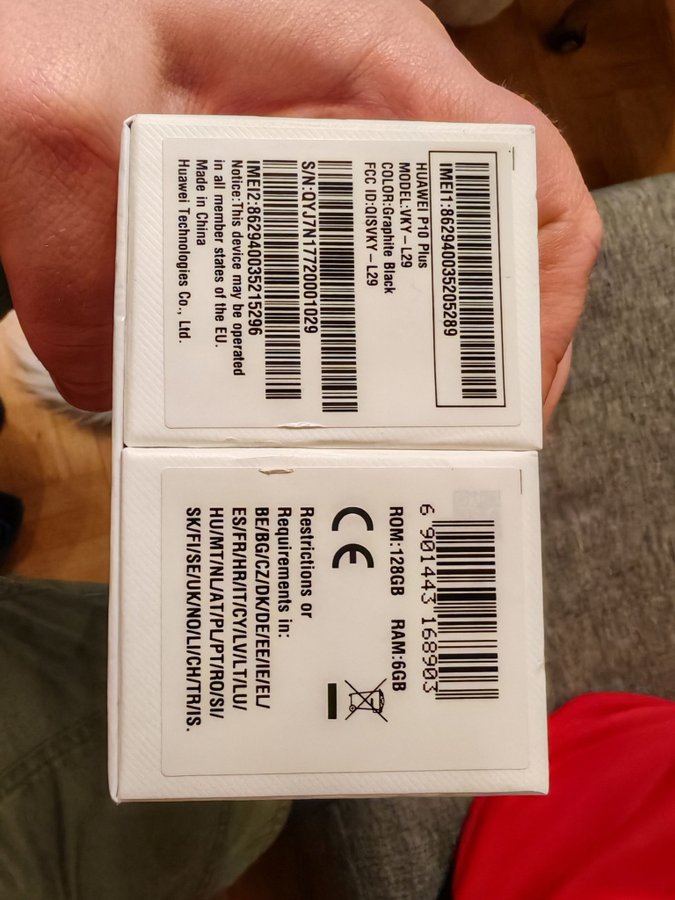 IMEI1:862940035205289
HUAWEI P10 Plus
MODEL:VKY-L29
COLOR:Graphite Black
FCC ID:QISVKY-L29
S/N:QYJ7N17720001029
IMEI2:862940035215296
Notice:This device may be operated
in all member states of the EU.
Made in China
Huawei Technologies Co., Ltd.
6 901443 168903
ROM:128GB RAM:6GB
CE
Restrictions or
Requirements in:
BE/BG/CZ/DK/DE/EE/IE/EL/
ES/FR/HR/IT/CY/LV/LT/LU/
HU/MT/NL/AT/PL/PT/RO/SI/
SK/FI/SE/UK/NO/LI/CH/TR/IS.